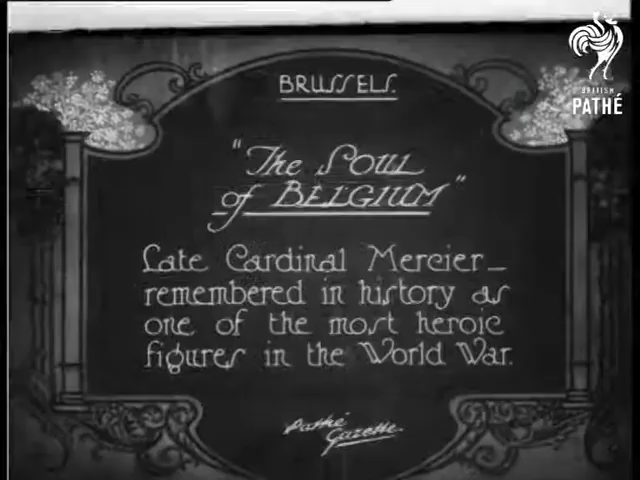 BRUSSELS.
"The SOUL
of BELGIUM"
Late Cardinal Mercier_
remembered in history as
one of the most heroic
figures in the World War.
Pathé
Gazette.
BRITISH
PATHÉ